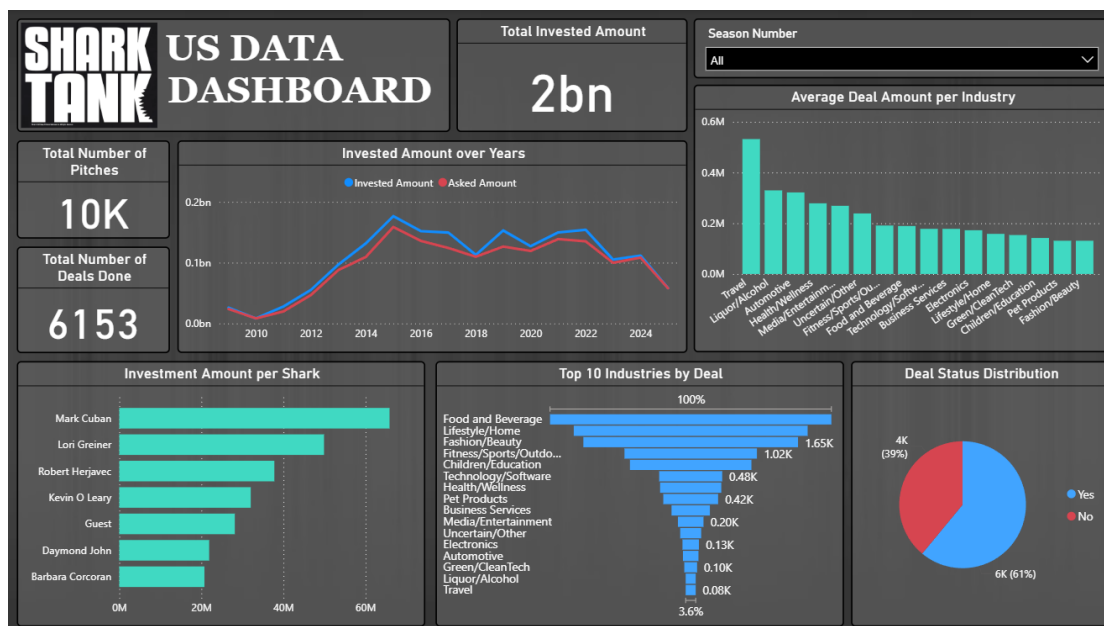 SHARK
TANK
US DATA
DASHBOARD
Total Invested Amount
2bn
Season Number
All
Total Number of
Pitches
10K
Total Number of
Deals Done
6153
Invested Amount over Years
Invested Amount
Asked Amount
0.2bn
0.1bn
0.0bn
2010
2012
2014
2016
2018
2020
2022
2024
Average Deal Amount per Industry
0.6M
0.4M
0.2M
0.0M
Travel
Liquor/Alcohol
Automotive
Health/Wellness
Media/Entertainm...
Uncertain/Other
Fitness/Sports/Ou...
Food and Beverage
Technology/Softw...
Business Services
Electronics
Lifestyle/Home
Green/CleanTech
Children/Education
Pet Products
Fashion/Beauty
Investment Amount per Shark
Mark Cuban
Lori Greiner
Robert Herjavec
Kevin O Leary
Guest
Daymond John
Barbara Corcoran
0M
20M
40M
60M
Top 10 Industries by Deal
100%
Food and Beverage
Lifestyle/Home
Fashion/Beauty
1.65K
Fitness/Sports/Outdo...
1.02K
Children/Education
Technology/Software
0.48K
Health/Wellness
Pet Products
0.42K
Business Services
Media/Entertainment
0.20K
Uncertain/Other
Electronics
0.13K
Automotive
Green/CleanTech
0.10K
Liquor/Alcohol
Travel
0.08K
3.6%
Deal Status Distribution
4K
(39%)
Yes
No
6K (61%)